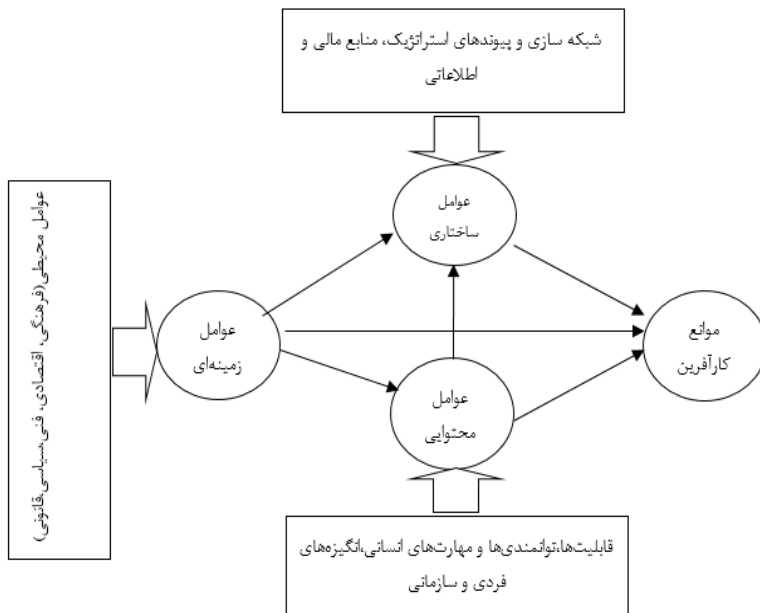 شبکه سازی و پیوندهای استراتژیک، منابع مالی و
اطلاعاتی
عوامل
ساختاری
عوامل محیطی(فرهنگی، اقتصادی، فنی،سیاسی،قانونی)
عوامل
زمینه‌ای
موانع
کارآفرین
عوامل
محتوایی
قابلیت‌ها،توانمندی‌ها و مهارت‌های انسانی،انگیزه‌های
فردی و سازمانی